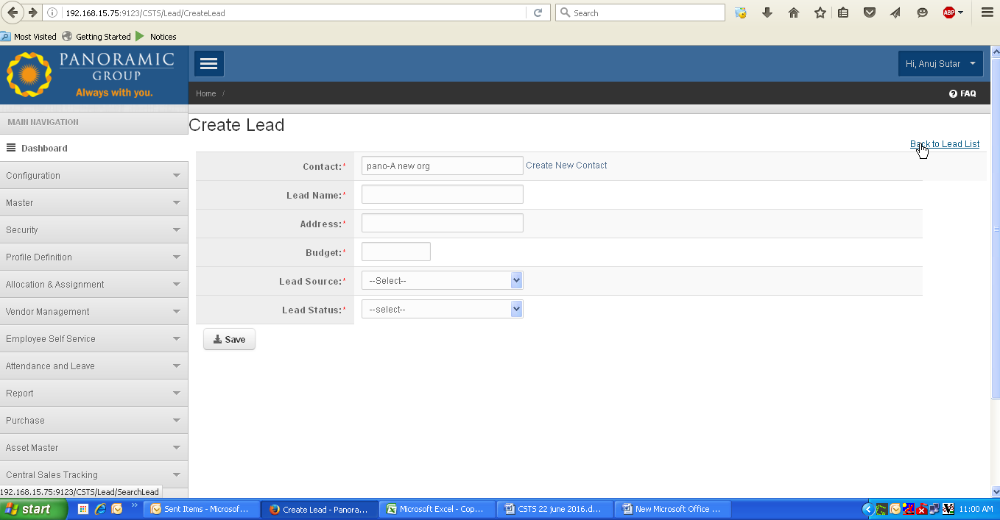 192.168.15.75:9123/CSTS/Lead/CreateLead
Search
ABP
Most Visited Getting Started Notices
PANORAMIC
GROUP
Always with you.
Hi, Anuj Sutar
Home /
FAQ
MAIN NAVIGATION
Create Lead
Dashboard
Back to Lead List
Contact:* pano-A new org Create New Contact
Configuration
Lead Name:*
Master
Address:*
Security
Budget:*
Profile Definition
Lead Source:* --Select--
Allocation & Assignment
Lead Status:* --select--
Vendor Management
Save
Employee Self Service
Attendance and Leave
Report
Purchase
Asset Master
Central Sales Tracking
192.168.15.75:9123/CSTS/Lead/SearchLead
start
Sent Items - Microsof...
Create Lead - Panora...
Microsoft Excel - Cop...
CSTS 22 june 2016.d...
New Microsoft Office ...
11:00 AM